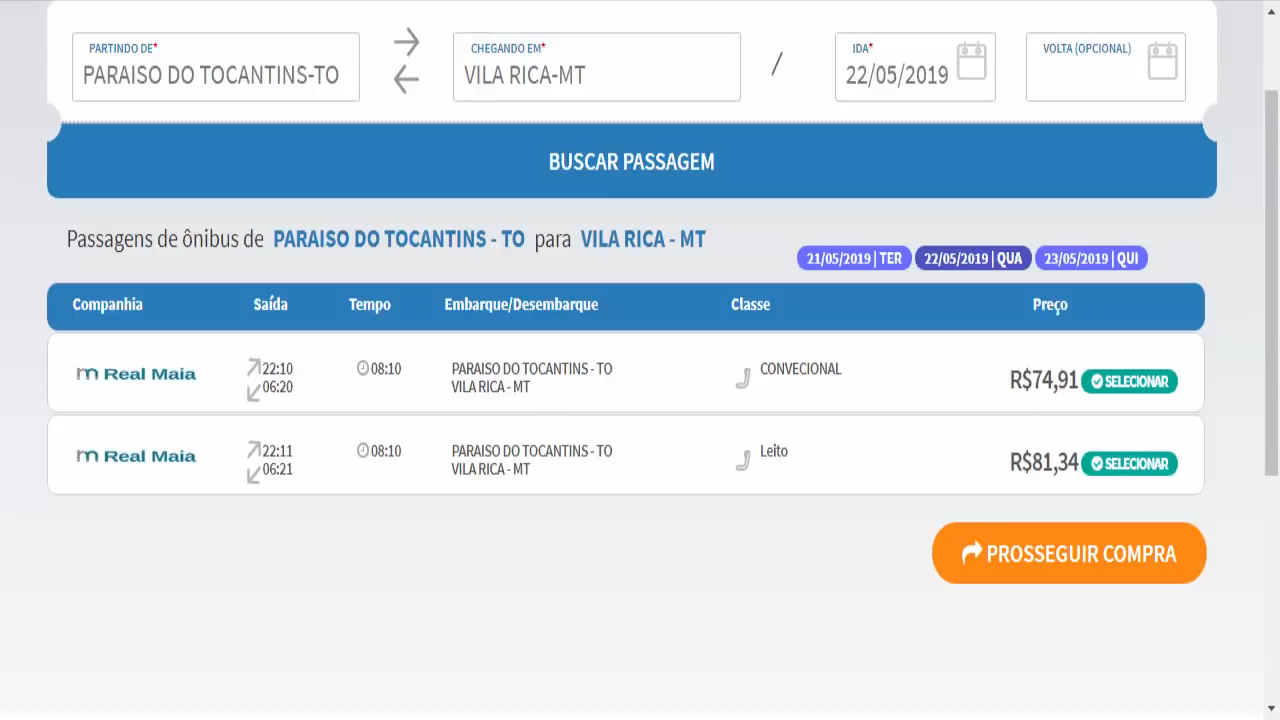 PARTINDO DE* CHEGANDO EM* IDA* VOLTA (OPCIONAL)
PARAISO DO TOCANTINS-TO VILA RICA-MT / 22/05/2019
BUSCAR PASSAGEM
Passagens de ônibus de PARAISO DO TOCANTINS - TO para VILA RICA - MT
21/05/2019 | TER 22/05/2019 | QUA 23/05/2019 | QUI
Companhia Saída Tempo Embarque/Desembarque Classe Preço
Real Maia 22:10 08:10 PARAISO DO TOCANTINS - TO CONVECIONAL R$74,91 SELECIONAR
06:20 VILA RICA - MT
Real Maia 22:11 08:10 PARAISO DO TOCANTINS - TO Leito R$81,34 SELECIONAR
06:21 VILA RICA - MT
PROSSEGUIR COMPRA